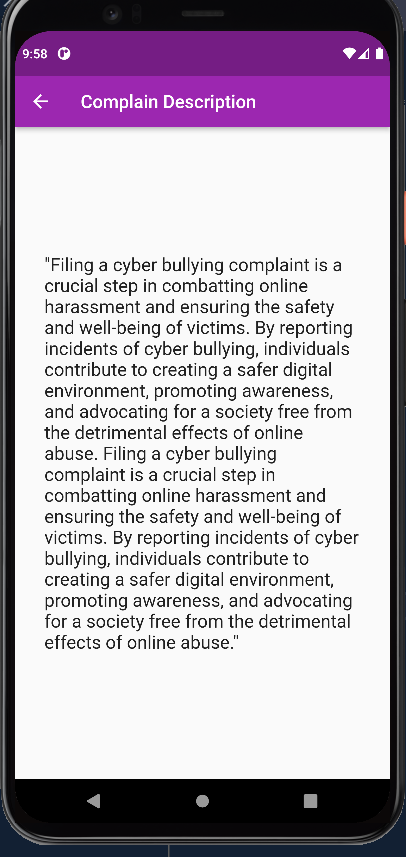 9:58
Complain Description
"Filing a cyber bullying complaint is a
crucial step in combatting online
harassment and ensuring the safety
and well-being of victims. By reporting
incidents of cyber bullying, individuals
contribute to creating a safer digital
environment, promoting awareness,
and advocating for a society free from
the detrimental effects of online
abuse. Filing a cyber bullying
complaint is a crucial step in
combatting online harassment and
ensuring the safety and well-being of
victims. By reporting incidents of cyber
bullying, individuals contribute to
creating a safer digital environment,
promoting awareness, and advocating
for a society free from the detrimental
effects of online abuse."